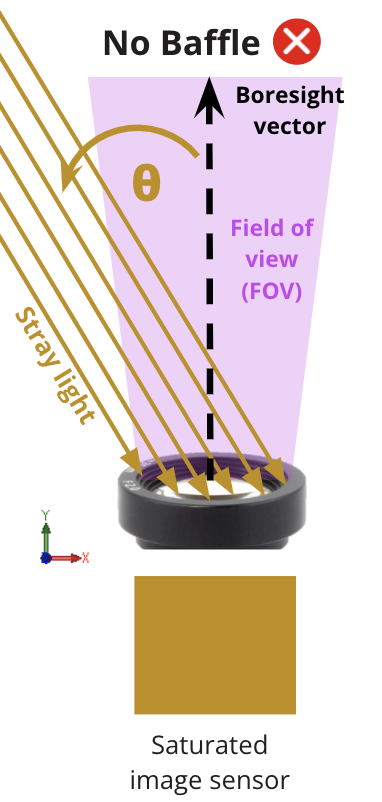 No Baffle
Boresight
vector
θ
Field of
view
(FOV)
Stray light
Y
X
Saturated
image sensor